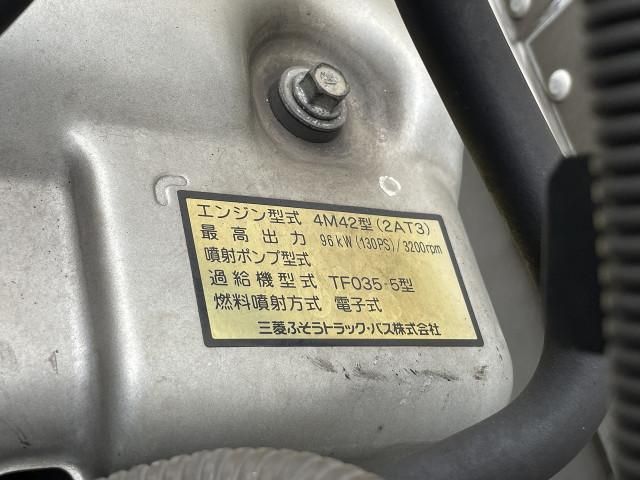 エンジン型式 4M42型(2AT3)
最高出力 96kW(130PS)/3200rpm
噴射ポンプ型式
過給機型式 TF035-5型
燃料噴射方式 電子式
三菱ふそうトラック・バス株式会社